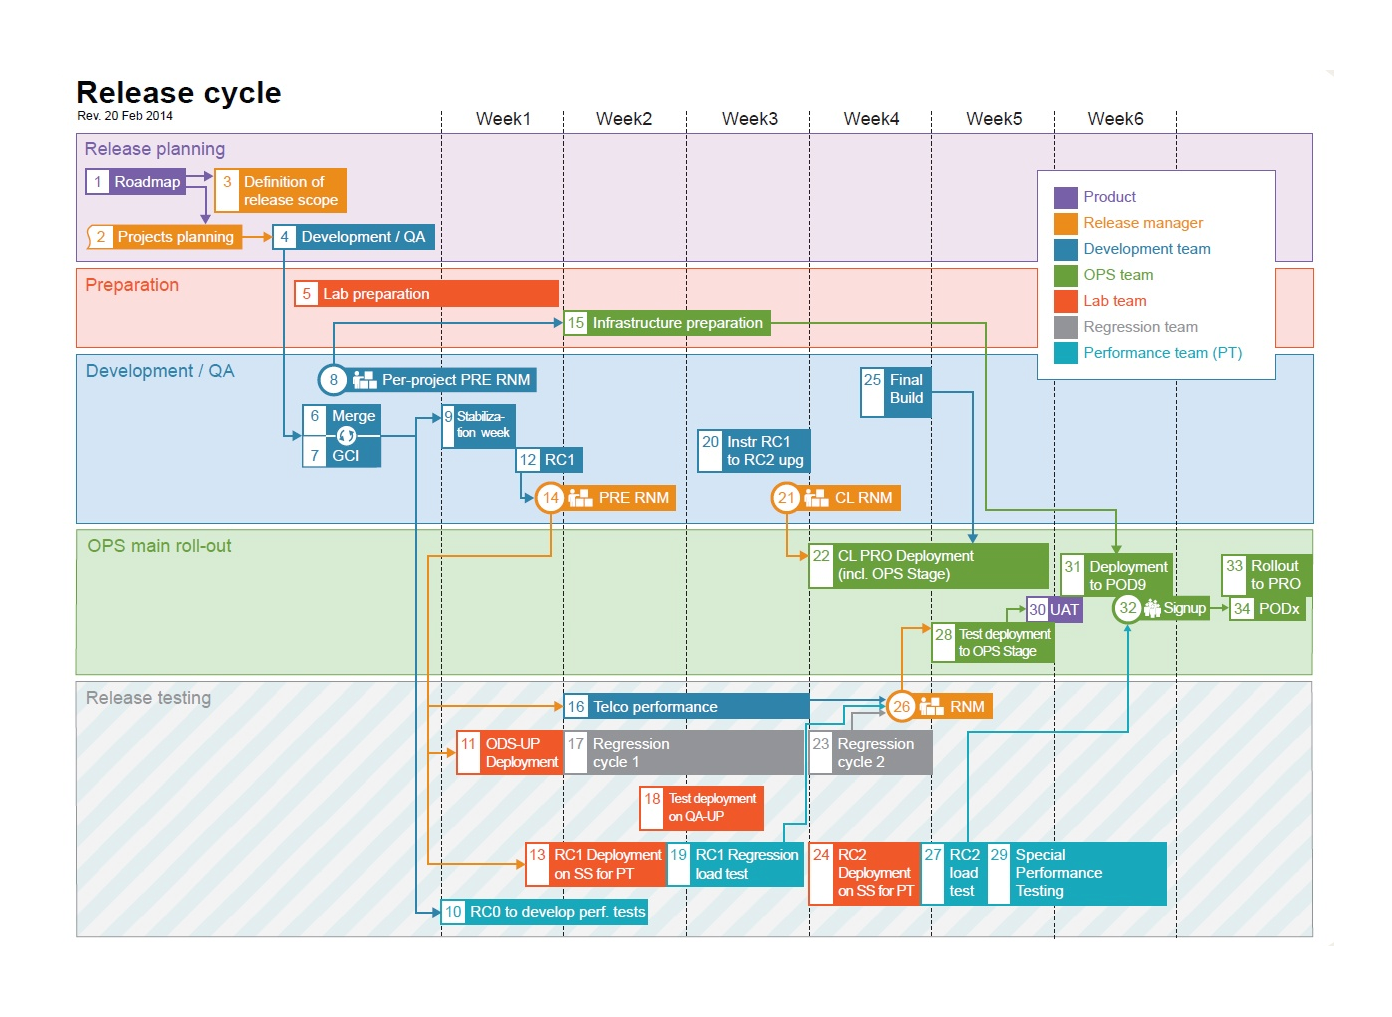 Release cycle
Rev. 20 Feb 2014
Week1 Week2 Week3 Week4 Week5 Week6
Release planning
1 Roadmap
3 Definition of
release scope
2 Projects planning
4 Development / QA
Product
Release manager
Development team
OPS team
Lab team
Regression team
Performance team (PT)
Preparation
5 Lab preparation
15 Infrastructure preparation
Development / QA
8 Per-project PRE RNM
6 Merge
7 GCI
9 Stabiliza-
tion week
12 RC1
14 PRE RNM
25 Final
Build
20 Instr RC1
to RC2 upg
21 CL RNM
OPS main roll-out
22 CL PRO Deployment
(incl. OPS Stage)
31 Deployment
to POD9
33 Rollout
to PRO
30 UAT
32 Signup
34 PODx
28 Test deployment
to OPS Stage
Release testing
16 Telco performance
26 RNM
11 ODS-UP
Deployment
17 Regression
cycle 1
23 Regression
cycle 2
18 Test deployment
on QA-UP
13 RC1 Deployment
on SS for PT
19 RC1 Regression
load test
24 RC2
Deployment
on SS for PT
27 RC2
load
test
29 Special
Performance
Testing
10 RC0 to develop perf. tests